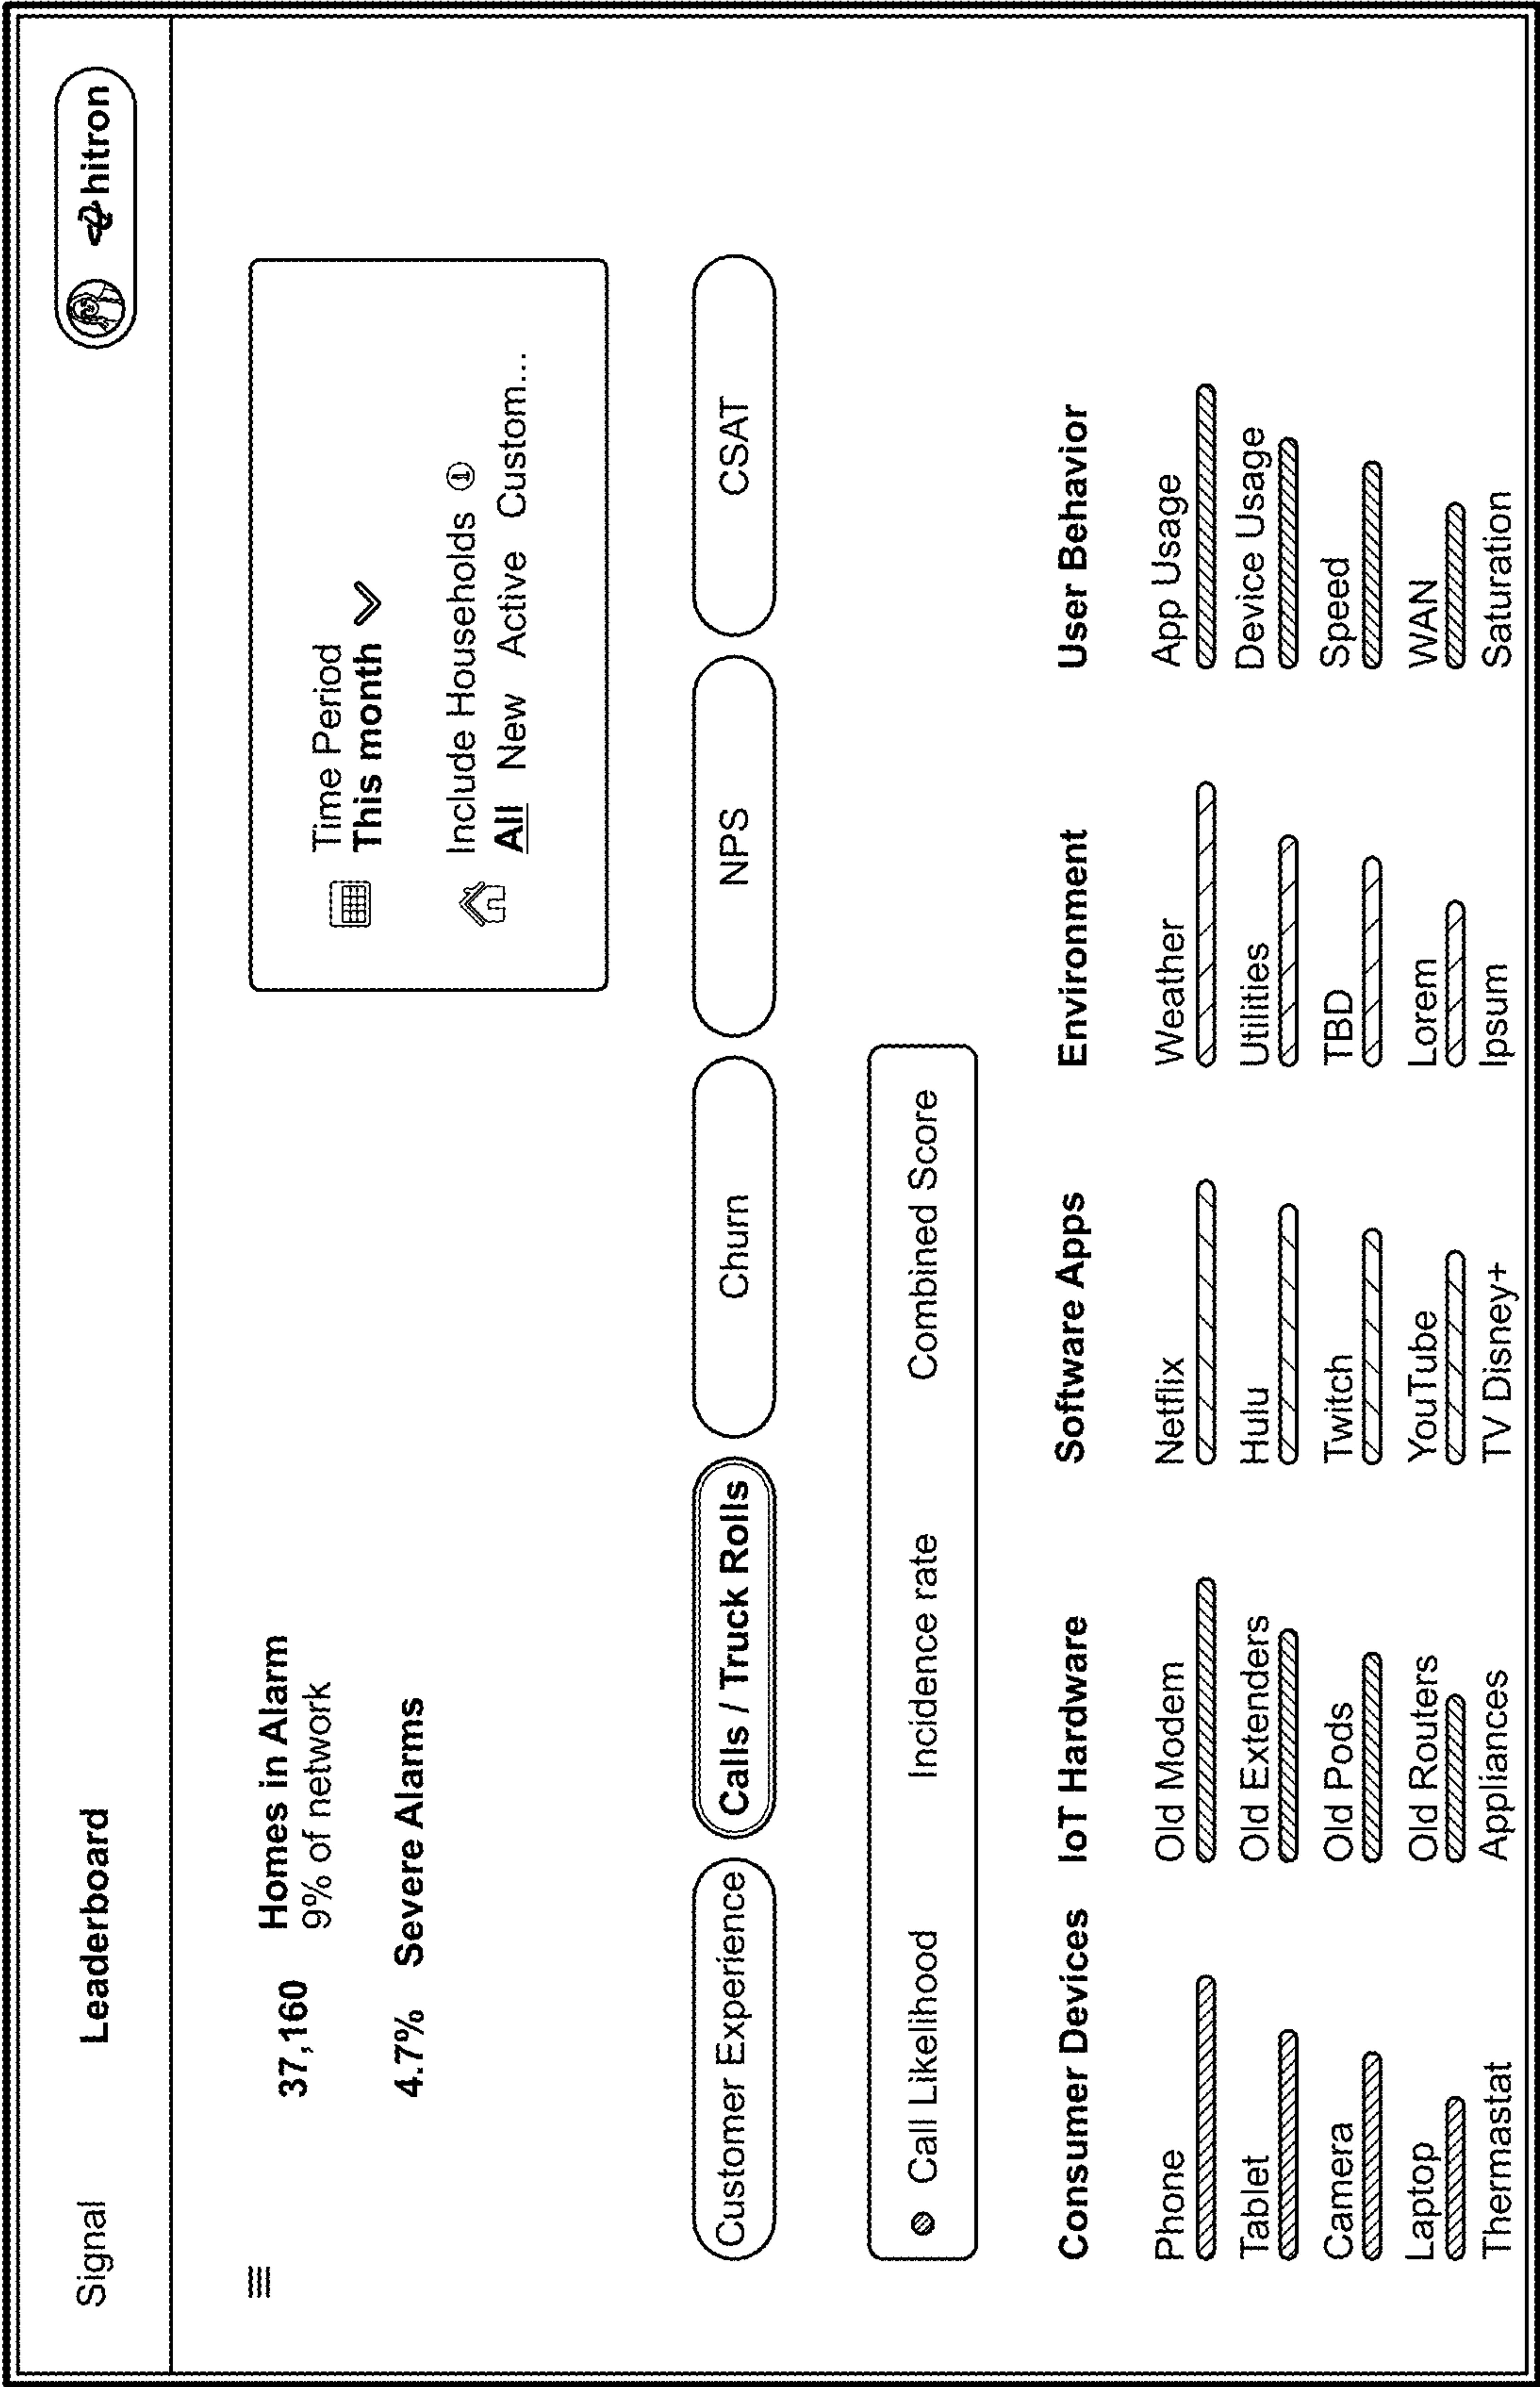 Signal Leaderboard hitron
37,160 Homes in Alarm
9% of network
4.7% Severe Alarms
Time Period
This month
Include Households
All New Active Custom...
Customer Experience Calls / Truck Rolls Churn NPS CSAT
Call Likelihood Incidence rate Combined Score
Consumer Devices IoT Hardware Software Apps Environment User Behavior
Phone Old Modem Netflix Weather App Usage
Tablet Old Extenders Hulu Utilities Device Usage
Camera Old Pods Twitch TBD Speed
Laptop Old Routers YouTube Lorem WAN
Thermastat Appliances TV Disney+ Ipsum Saturation